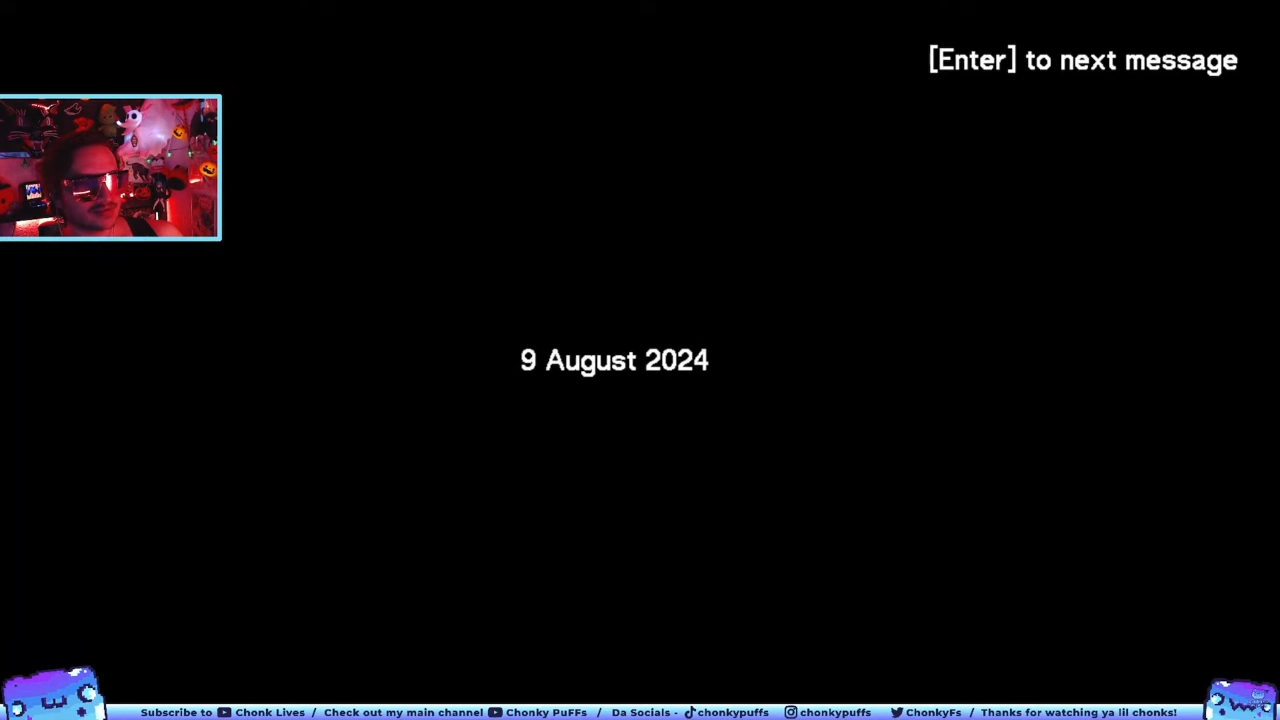 [Enter] to next message
9 August 2024
Subscribe to Chonk Lives / Check out my main channel Chonky PuFFs / Da Socials - chonkypuffs chonkypuffs ChonkyFs / Thanks for watching ya lil chonks!